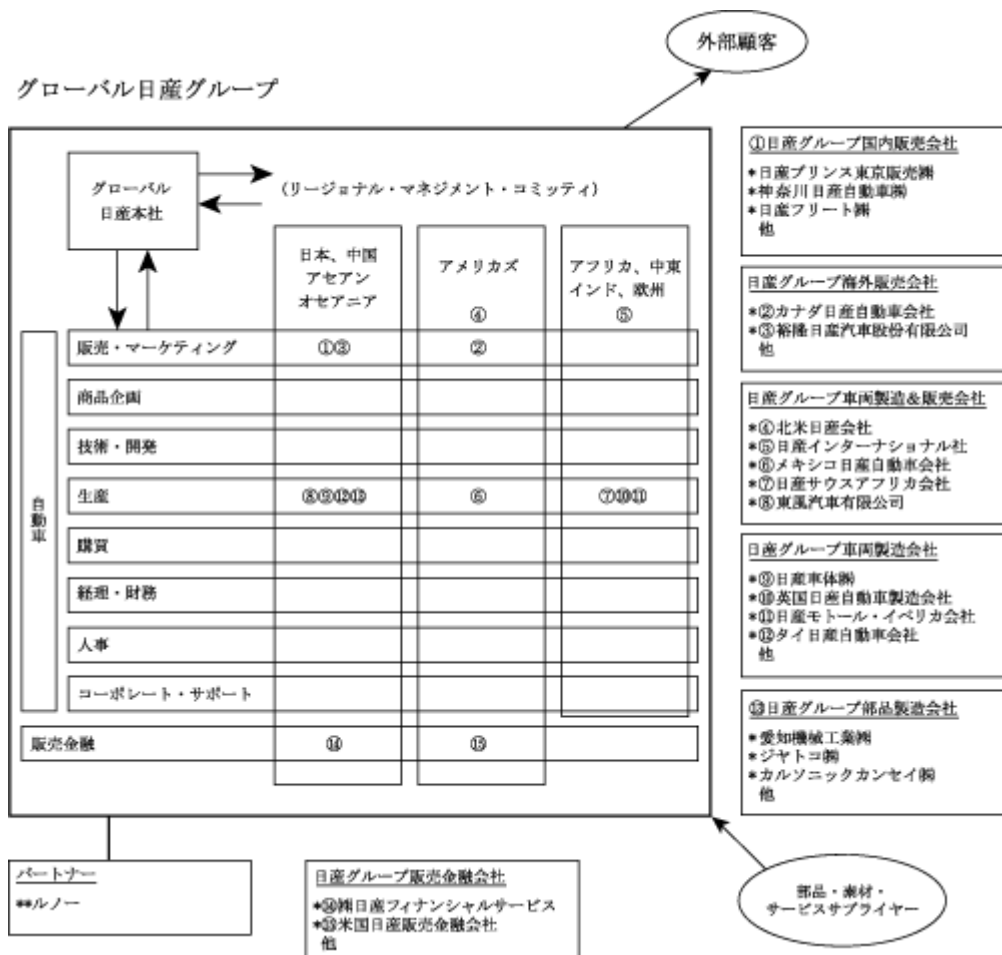 外部顧客
グローバル日産グループ
グローバル
日産本社
(リージョナル・マネジメント・コミッティ)
日本、中国
アセアン
オセアニア
アメリカズ
④
アフリカ、中東
インド、欧州
⑤
自動車
販売・マーケティング ①③ ②
商品企画
技術・開発
生産 ⑧⑨⑫⑬ ⑥ ⑦⑩⑪
購買
経理・財務
人事
コーポレート・サポート
販売金融 ⑭ ⑮
①日産グループ国内販売会社
*日産プリンス東京販売㈱
*神奈川日産自動車㈱
*日産フリート㈱
他
日産グループ海外販売会社
*②カナダ日産自動車会社
*③裕隆日産汽車股份有限公司
他
日産グループ車両製造&販売会社
*④北米日産会社
*⑤日産インターナショナル社
*⑥メキシコ日産自動車会社
*⑦日産サウスアフリカ会社
*⑧東風汽車有限公司
日産グループ車両製造会社
*⑨日産車体㈱
*⑩英国日産自動車製造会社
*⑪日産モトール・イベリカ会社
*⑫タイ日産自動車会社
他
⑬日産グループ部品製造会社
*愛知機械工業㈱
*ジヤトコ㈱
*カルソニックカンセイ㈱
他
パートナー
**ルノー
日産グループ販売金融会社
*⑭㈱日産フィナンシャルサービス
*⑮米国日産販売金融会社
他
部品・素材・
サービスサプライヤー